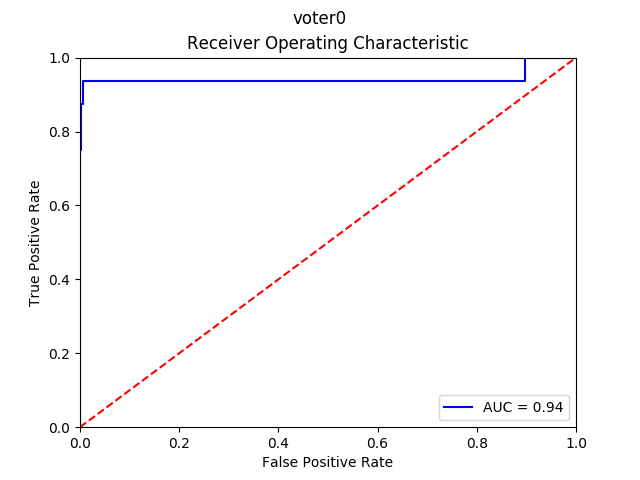 voter0
Receiver Operating Characteristic
1.0
0.8
0.6
0.4
0.2
0.0
True Positive Rate
AUC = 0.94
0.0 0.2 0.4 0.6 0.8 1.0
False Positive Rate